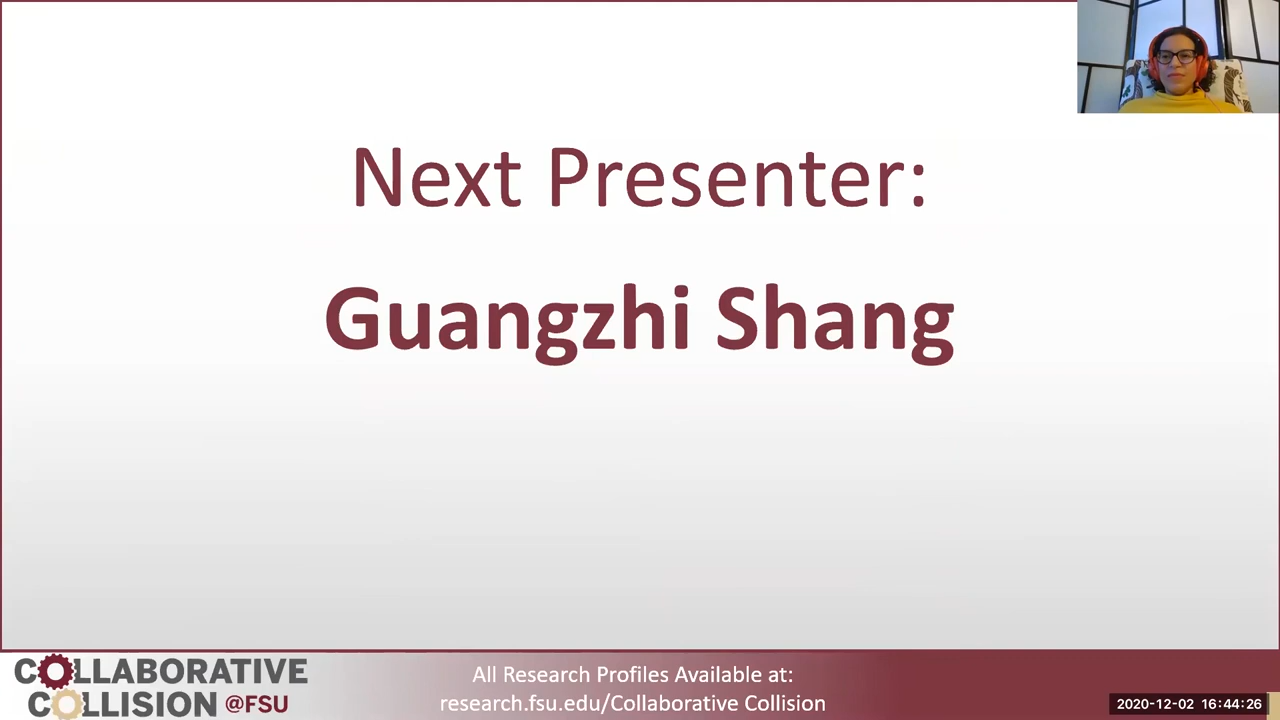 Next Presenter:
Guangzhi Shang
COLLABORATIVE
COLLISION @FSU
All Research Profiles Available at:
research.fsu.edu/Collaborative Collision
2020-12-02 16:44:26